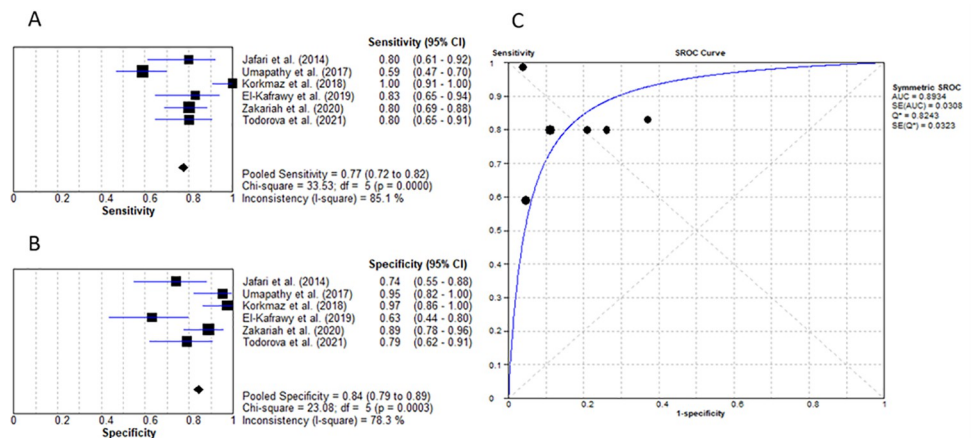 A
Sensitivity (95% CI)
Jafari et al. (2014) 0.80 (0.61 - 0.92)
Umapathy et al. (2017) 0.59 (0.47 - 0.70)
Korkmaz et al. (2018) 1.00 (0.91 - 1.00)
El-Kafrawy et al. (2019) 0.83 (0.65 - 0.94)
Zakariah et al. (2020) 0.80 (0.69 - 0.88)
Todorova et al. (2021) 0.80 (0.65 - 0.91)
Pooled Sensitivity = 0.77 (0.72 to 0.82)
Chi-square = 33.53; df = 5 (p = 0.0000)
Inconsistency (I-square) = 85.1 %
0 0.2 0.4 0.6 0.8 1
Sensitivity
B
Specificity (95% CI)
Jafari et al. (2014) 0.74 (0.55 - 0.88)
Umapathy et al. (2017) 0.95 (0.82 - 1.00)
Korkmaz et al. (2018) 0.97 (0.86 - 1.00)
El-Kafrawy et al. (2019) 0.63 (0.44 - 0.80)
Zakariah et al. (2020) 0.89 (0.78 - 0.96)
Todorova et al. (2021) 0.79 (0.62 - 0.91)
Pooled Specificity = 0.84 (0.79 to 0.89)
Chi-square = 23.08; df = 5 (p = 0.0003)
Inconsistency (I-square) = 78.3 %
0 0.2 0.4 0.6 0.8 1
Specificity
C
Sensitivity SROC Curve
1
0.9
0.8
0.7
0.6
0.5
0.4
0.3
0.2
0.1
0
0 0.2 0.4 0.6 0.8 1
1-specificity
Symmetric SROC
AUC = 0.8934
SE(AUC) = 0.0308
Q* = 0.8243
SE(Q*) = 0.0323